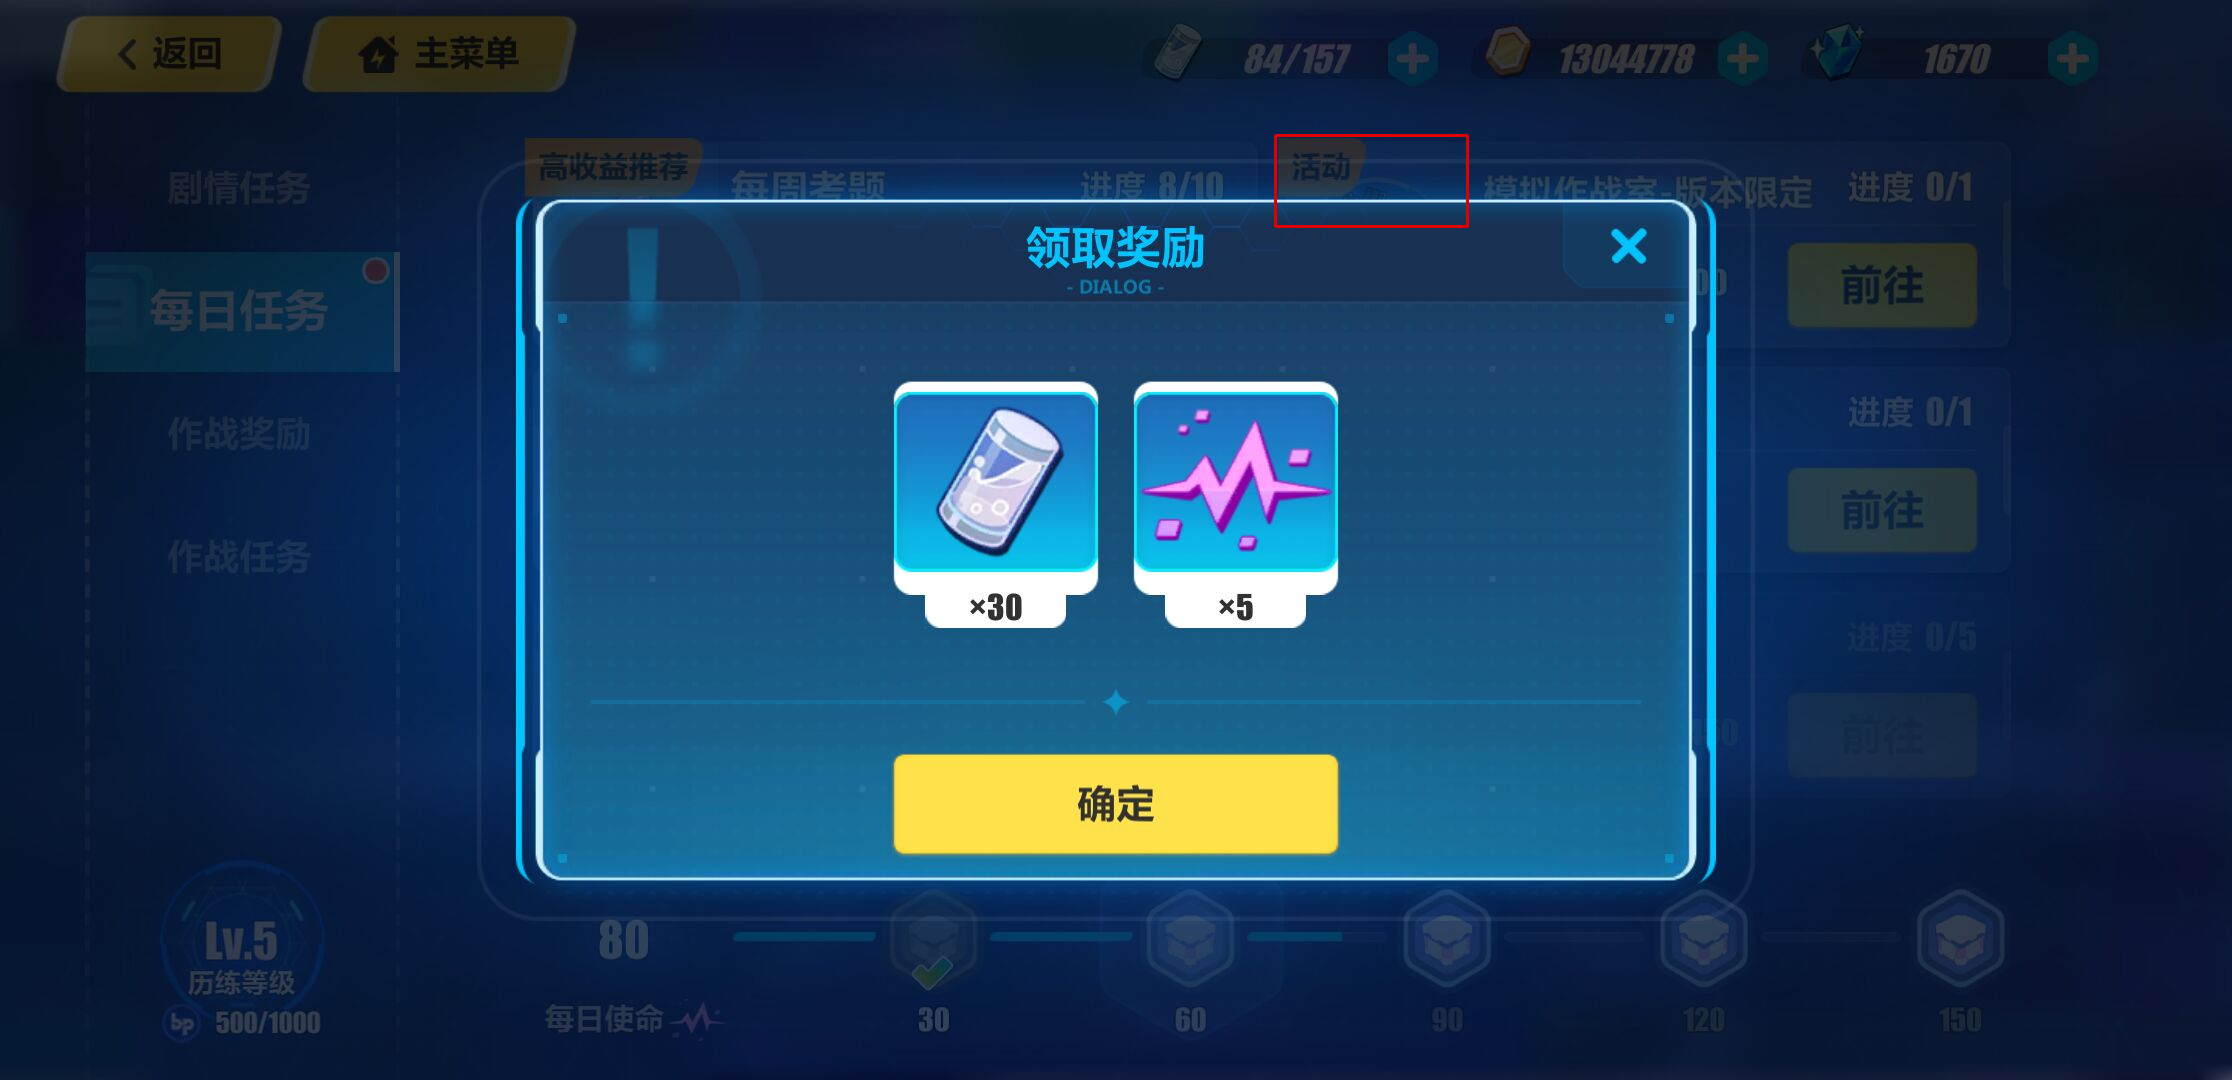 返回
主菜单
84/157
13044778
1670
剧情任务
每日任务
作战奖励
作战任务
高收益推荐
每周考题
进度 8/10
活动
模拟作战室-版本限定
进度 0/1
前往
进度 0/1
前往
进度 0/5
前往
领取奖励
- DIALOG -
×30
×5
确定
Lv.5
历练等级
bp 500/1000
80
每日使命
30
60
90
120
150